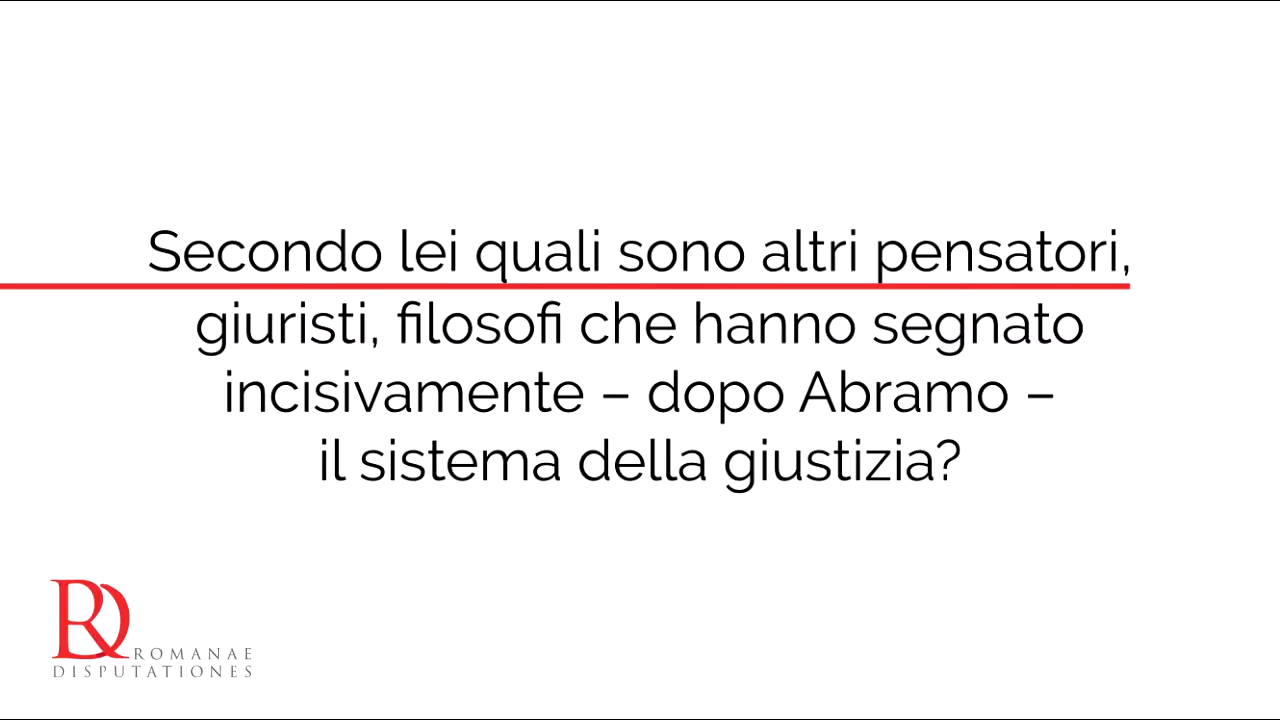 Secondo lei quali sono altri pensatori,
giuristi, filosofi che hanno segnato
incisivamente – dopo Abramo –
il sistema della giustizia?
RD ROMANAE
DISPUTATIONES